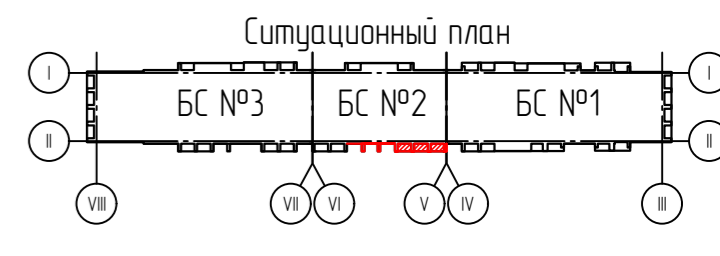 Ситуационный план
I I
БС №3 БС №2 БС №1
II II
VIII VII VI V IV III